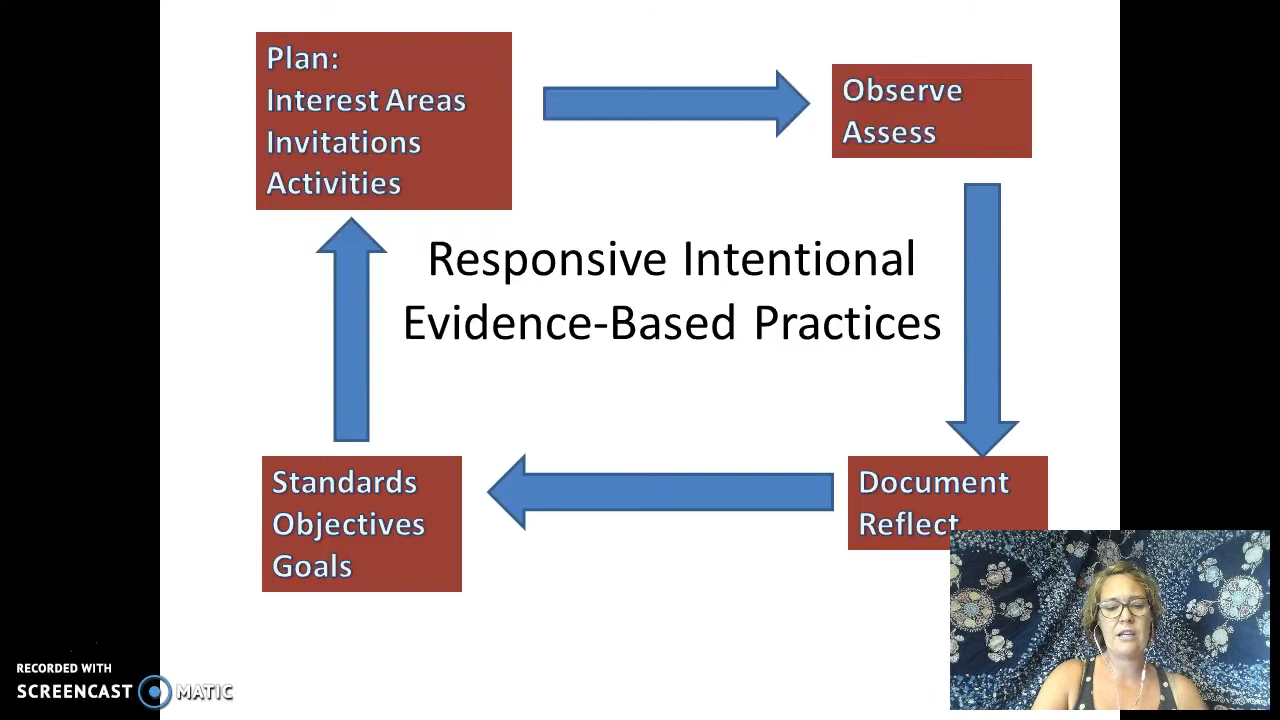 Plan:
Interest Areas
Invitations
Activities
Observe
Assess
Responsive Intentional
Evidence-Based Practices
Standards
Objectives
Goals
Document
Reflect
RECORDED WITH
SCREENCAST MATIC